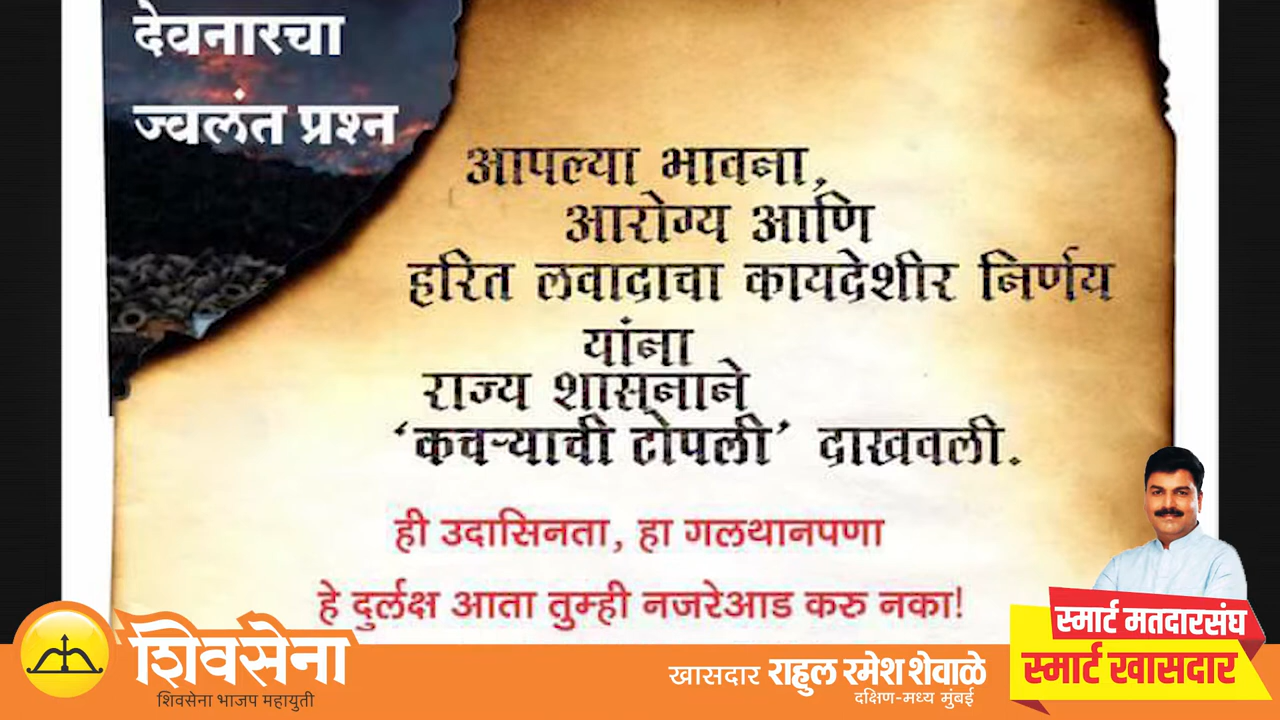 देवनारचा
ज्वलंत प्रश्न
आपल्या भावना,
आरोग्य आणि
हरित लवादाचा कायदेशीर निर्णय
यांना
राज्य शासनाने
‘कचऱ्याची टोपली’ दाखवली.
ही उदासिनता, हा गलथानपणा
हे दुर्लक्ष आता तुम्ही नजरेआड करु नका!
शिवसेना
शिवसेना भाजप महायुती
खासदार राहुल रमेश शेवाळे
दक्षिण-मध्य मुंबई
स्मार्ट मतदारसंघ
स्मार्ट खासदार